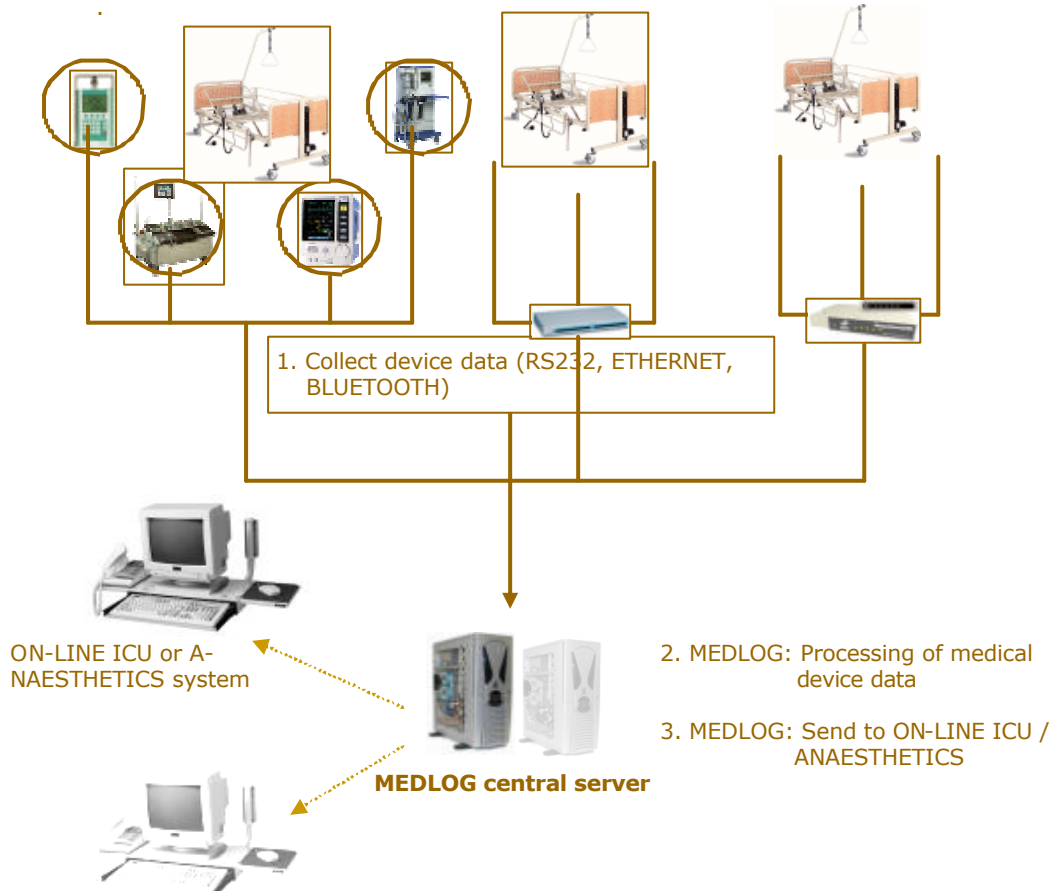 1. Collect device data (RS232, ETHERNET,
BLUETOOTH)
ON-LINE ICU or A-
NAESTHETICS system
2. MEDLOG: Processing of medical
device data
3. MEDLOG: Send to ON-LINE ICU /
ANAESTHETICS
MEDLOG central server